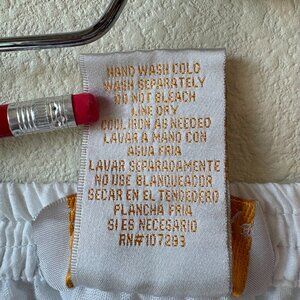 HAND WASH COLD
WASH SEPARATELY
DO NOT BLEACH
LINE DRY
COOL IRON AS NEEDED
LAVAR A MANO CON
AGUA FRIA
LAVAR SEPARADAMENTE
NO USE BLANQUEADOR
SECAR EN EL TENDEDERO
PLANCHA FRIA
SI ES NECESARIO
RN#107293